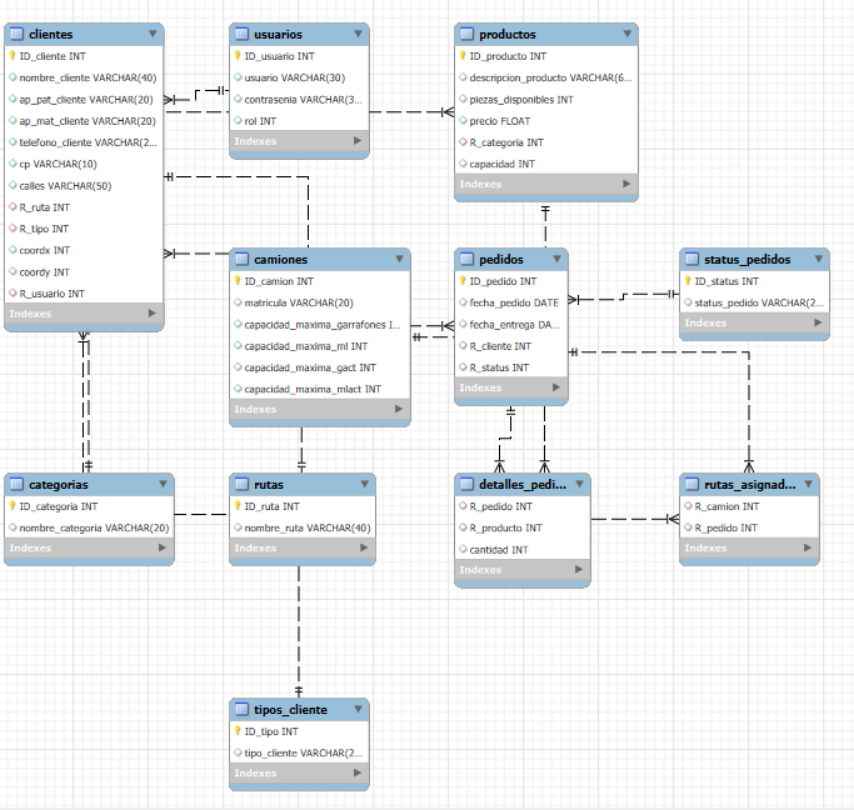 clientes
ID_cliente INT
nombre_cliente VARCHAR(40)
ap_pat_cliente VARCHAR(20)
ap_mat_cliente VARCHAR(20)
telefono_cliente VARCHAR(2...
cp VARCHAR(10)
calles VARCHAR(50)
R_ruta INT
R_tipo INT
coordx INT
coordy INT
R_usuario INT
Indexes
usuarios
ID_usuario INT
usuario VARCHAR(30)
contrasenia VARCHAR(3...
rol INT
Indexes
productos
ID_producto INT
descripcion_producto VARCHAR(6...
piezas_disponibles INT
precio FLOAT
R_categoria INT
capacidad INT
Indexes
camiones
ID_camion INT
matricula VARCHAR(20)
capacidad_maxima_garrafones I...
capacidad_maxima_ml INT
capacidad_maxima_gact INT
capacidad_maxima_mlact INT
Indexes
pedidos
ID_pedido INT
fecha_pedido DATE
fecha_entrega DA...
R_cliente INT
R_status INT
Indexes
status_pedidos
ID_status INT
status_pedido VARCHAR(2...
Indexes
categorias
ID_categoria INT
nombre_categoria VARCHAR(20)
Indexes
rutas
ID_ruta INT
nombre_ruta VARCHAR(40)
Indexes
detalles_pedi...
R_pedido INT
R_producto INT
cantidad INT
Indexes
rutas_asignad...
R_camion INT
R_pedido INT
Indexes
tipos_cliente
ID_tipo INT
tipo_cliente VARCHAR(2...
Indexes